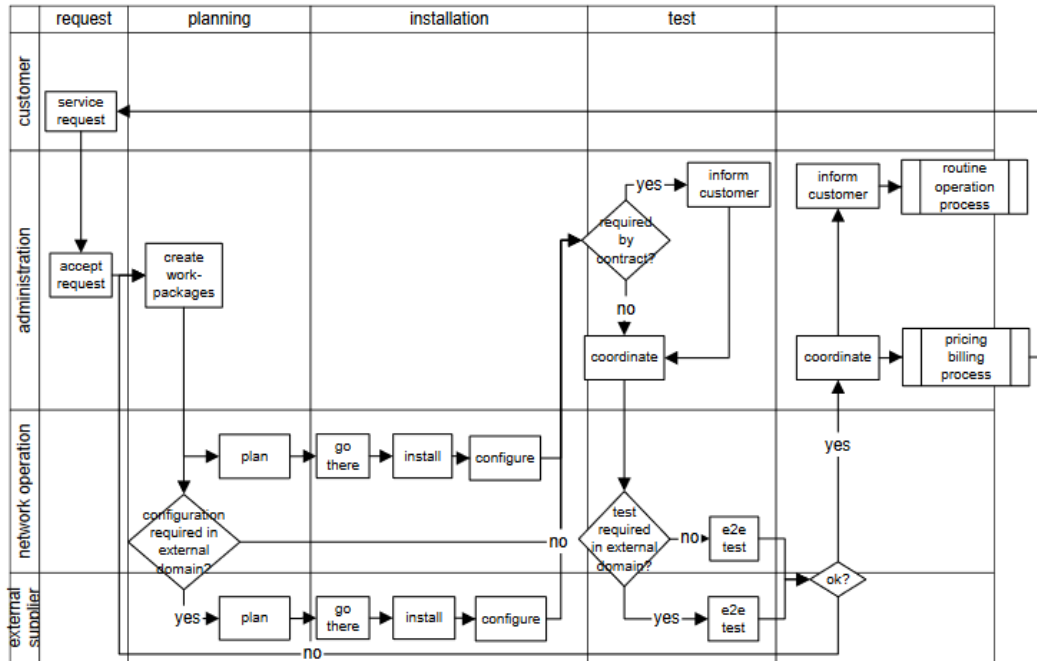 request
planning
installation
test
customer
service
request
administration
accept
request
create
work-
packages
required
by
contract?
yes
no
inform
customer
coordinate
inform
customer
routine
operation
process
coordinate
pricing
billing
process
network operation
plan
go
there
install
configure
configuration
required in
external
domain?
no
test
required
in external
domain?
no
e2e
test
yes
external
supplier
yes
plan
go
there
install
configure
yes
e2e
test
ok?
no